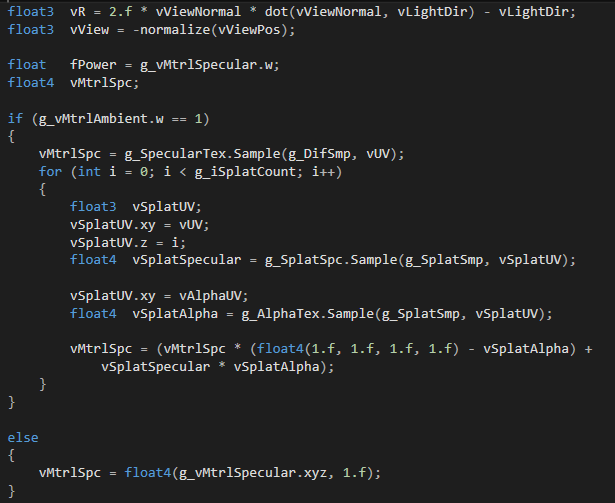 float3  vR = 2.f * vViewNormal * dot(vViewNormal, vLightDir) - vLightDir;
float3  vView = -normalize(vViewPos);
float   fPower = g_vMtrlSpecular.w;
float4  vMtrlSpc;
if (g_vMtrlAmbient.w == 1)
{
    vMtrlSpc = g_SpecularTex.Sample(g_DifSmp, vUV);
    for (int i = 0; i < g_iSplatCount; i++)
    {
        float3  vSplatUV;
        vSplatUV.xy = vUV;
        vSplatUV.z = i;
        float4  vSplatSpecular = g_SplatSpc.Sample(g_SplatSmp, vSplatUV);
        vSplatUV.xy = vAlphaUV;
        float4  vSplatAlpha = g_AlphaTex.Sample(g_SplatSmp, vSplatUV);
        vMtrlSpc = (vMtrlSpc * (float4(1.f, 1.f, 1.f, 1.f) - vSplatAlpha) +
            vSplatSpecular * vSplatAlpha);
    }
}
else
{
    vMtrlSpc = float4(g_vMtrlSpecular.xyz, 1.f);
}